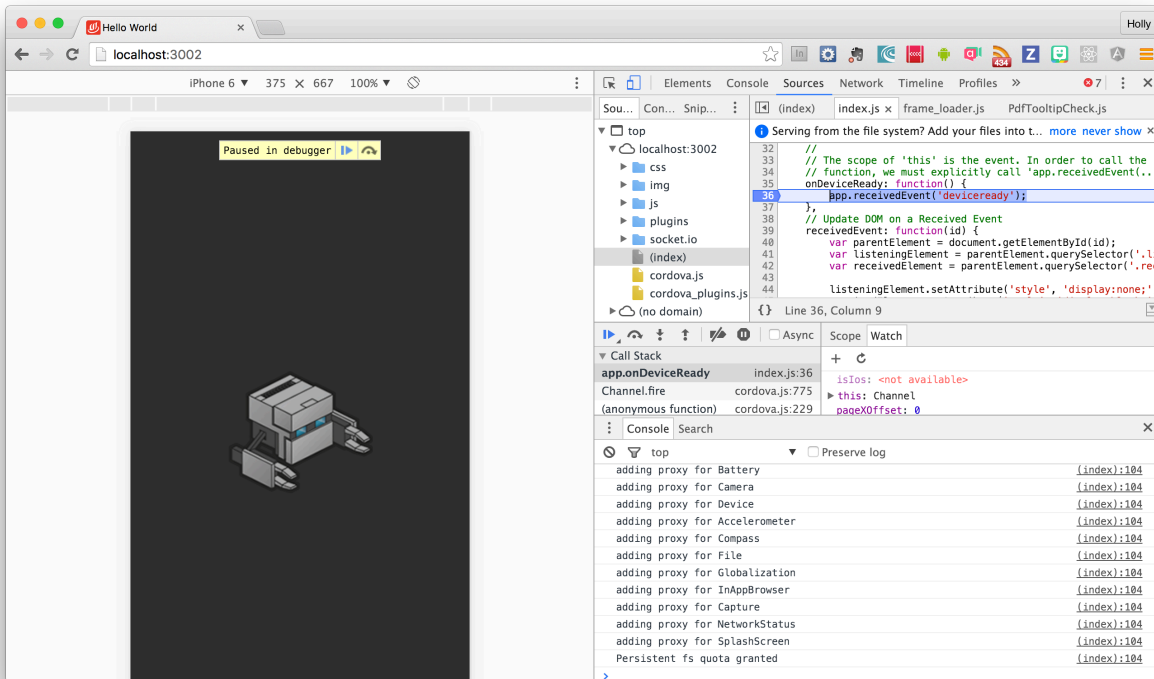 Hello World
Holly
localhost:3002
434
iPhone 6 ▼ 375 × 667 100% ▼
Elements Console Sources Network Timeline Profiles » 7
Sou... Con... Snip...
(index) index.js × frame_loader.js PdfTooltipCheck.js
Serving from the file system? Add your files into t... more never show
top
localhost:3002
css
img
js
plugins
socket.io
(index)
cordova.js
cordova_plugins.js
(no domain)
Paused in debugger
32 //
33 // The scope of 'this' is the event. In order to call the
34 // function, we must explicitly call 'app.receivedEvent(...
35 onDeviceReady: function() {
36 app.receivedEvent('deviceready');
37 },
38 // Update DOM on a Received Event
39 receivedEvent: function(id) {
40 var parentElement = document.getElementById(id);
41 var listeningElement = parentElement.querySelector('.li
42 var receivedElement = parentElement.querySelector('.rec
43
44 listeningElement.setAttribute('style', 'display:none;'
{} Line 36, Column 9
Async
Scope Watch
Call Stack
app.onDeviceReady index.js:36
Channel.fire cordova.js:775
(anonymous function) cordova.js:229
isIos: <not available>
this: Channel
pageXOffset: 0
Console Search
top ▼ Preserve log
adding proxy for Battery (index):104
adding proxy for Camera (index):104
adding proxy for Device (index):104
adding proxy for Accelerometer (index):104
adding proxy for Compass (index):104
adding proxy for File (index):104
adding proxy for Globalization (index):104
adding proxy for InAppBrowser (index):104
adding proxy for Capture (index):104
adding proxy for NetworkStatus (index):104
adding proxy for SplashScreen (index):104
Persistent fs quota granted (index):104